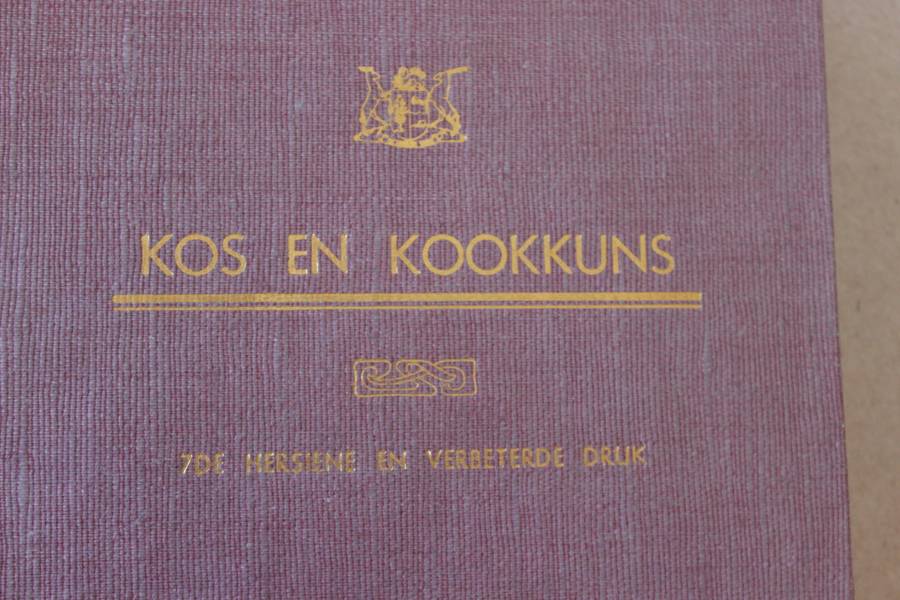 KOS EN KOOKKUNS
7DE HERSIENE EN VERBETERDE DRUK